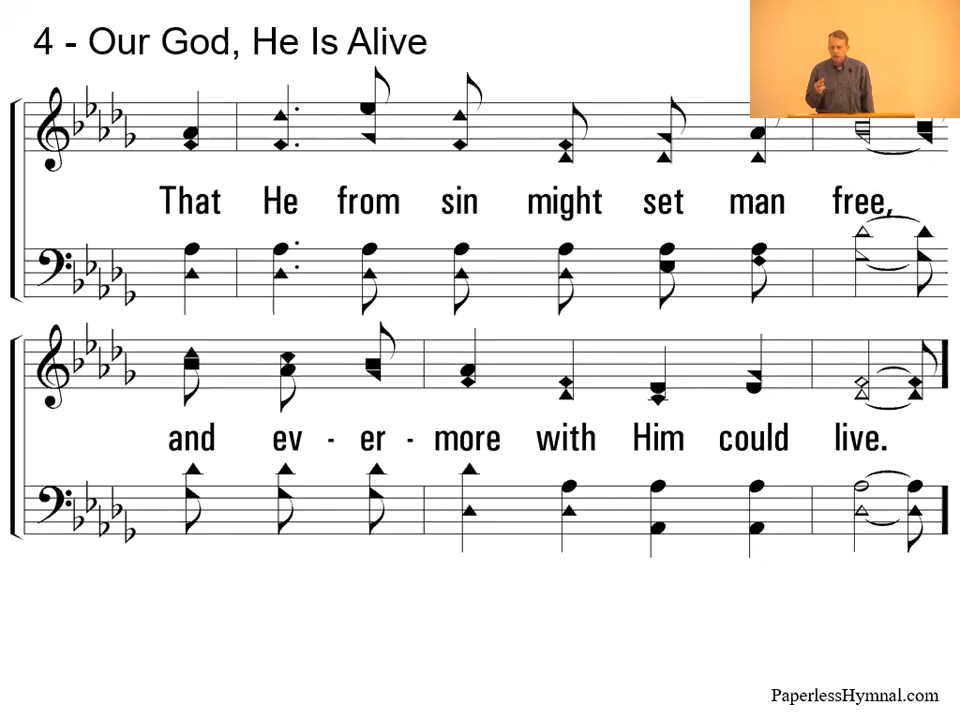 4 - Our God, He Is Alive
That He from sin might set man free,
and ev - er - more with Him could live.
PaperlessHymnal.com